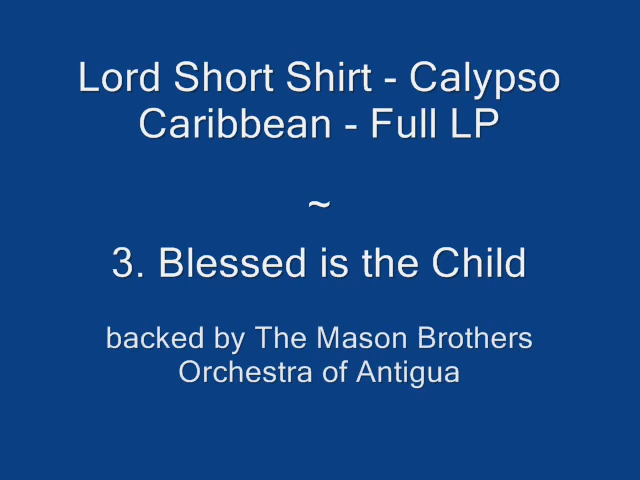 Lord Short Shirt - Calypso
Caribbean - Full LP
~
3. Blessed is the Child
backed by The Mason Brothers
Orchestra of Antigua